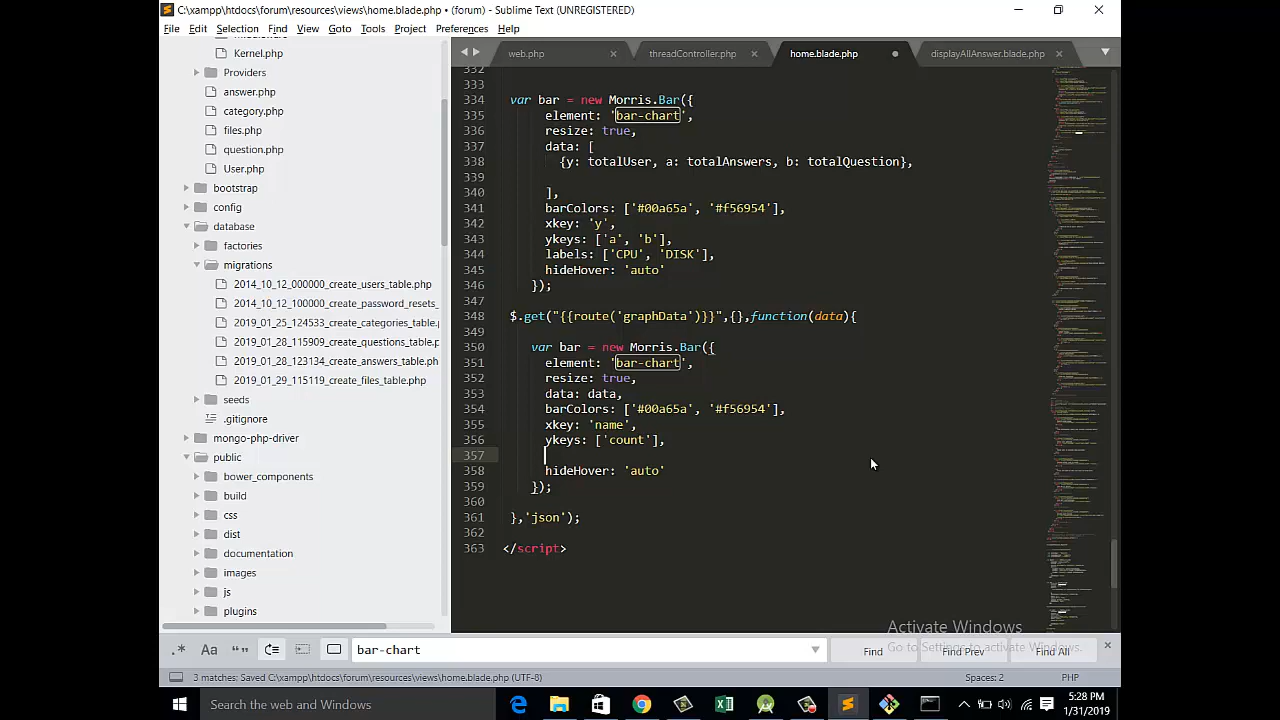 C:\xampp\htdocs\forum\resources\views\home.blade.php • (forum) - Sublime Text (UNREGISTERED)
File Edit Selection Find View Goto Tools Project Preferences Help
Kernel.php
Providers
answer.php
category.php
files.php
question.php
User.php
bootstrap
config
database
factories
migrations
2014_10_12_000000_create_users_table.php
2014_10_12_100000_create_password_resets
2019_01_28_123134_create_answers_table.ph
seeds
.gitignore
mongo-php-driver
public
bower_components
build
css
dist
documentation
images
js
plugins
web.php threadController.php home.blade.php displayAllAnswer.blade.php
332
333
334 var bar = new Morris.Bar({
335 element: 'bar-chart',
336 resize: true,
337 data: [
338 {y: totalUser, a: totalAnswers, b: totalQuestion},
339
340 ],
341 barColors: ['#00a65a', '#f56954'],
342 xkey: 'y',
343 ykeys: ['a', 'b'],
344 labels: ['CPU', 'DISK'],
345 hideHover: 'auto'
346 });
347
348 $.get("{{route('graphData')}}",{},function(data){
349
350 var bar = new Morris.Bar({
351 element: 'bar-chart',
352 resize: true,
353 data: data,
354 barColors: ['#00a65a', '#f56954'],
355 xkey: 'name',
356 ykeys: ['count'],
357
358 hideHover: 'auto'
359 });
360
361 },'json');
362
363 </script>
Activate Windows
Go to Settings to activate Windows.
.* Aa “” bar-chart Find Find Prev Find All
3 matches: Saved C:\xampp\htdocs\forum\resources\views\home.blade.php (UTF-8) Spaces: 2 PHP
Search the web and Windows
5:28 PM
1/31/2019